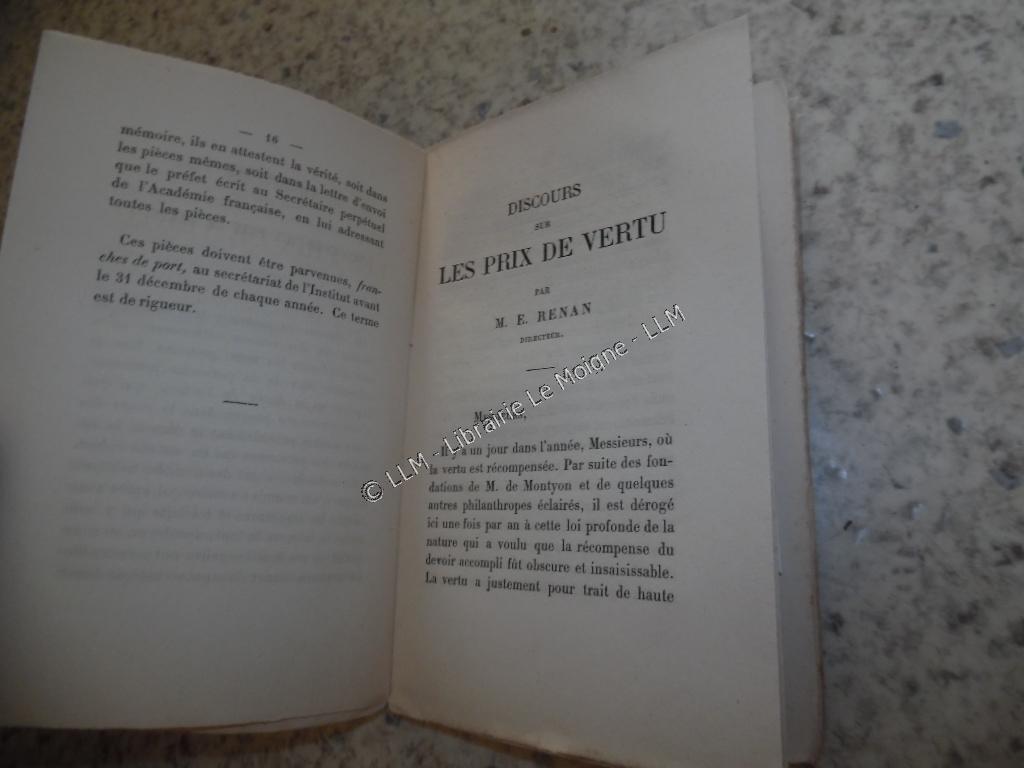 — 16 —
mémoire, ils en attestent la vérité, soit dans
les pièces mêmes, soit dans la lettre d'envoi
que le préfet écrit au Secrétaire perpétuel
de l'Académie française, en lui adressant
toutes les pièces.
Ces pièces doivent être parvenues, fran-
ches de port, au secrétariat de l'Institut avant
le 31 décembre de chaque année. Ce terme
est de rigueur.
DISCOURS
SUR
LES PRIX DE VERTU
PAR
M. E. RENAN
DIRECTEUR.
Il y a un jour dans l'année, Messieurs, où
la vertu est récompensée. Par suite des fon-
dations de M. de Montyon et de quelques
autres philanthropes éclairés, il est dérogé
ici une fois par an à cette loi profonde de la
nature qui a voulu que la récompense du
devoir accompli fût obscure et insaisissable.
La vertu a justement pour trait de haute
© LLM - Librairie Le Moigne - LLM